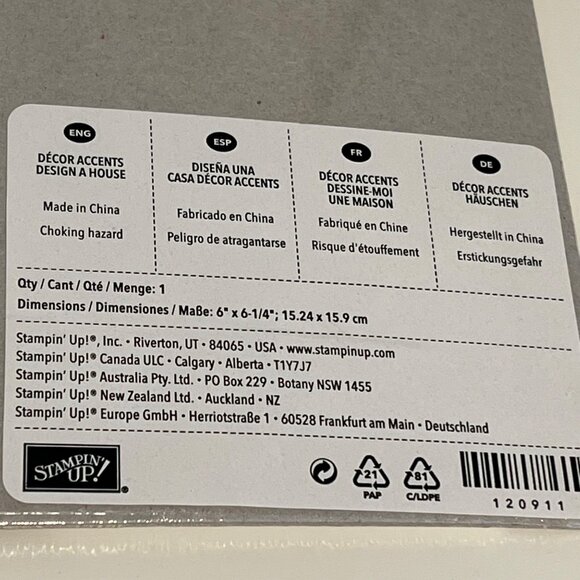 ENG
DÉCOR ACCENTS
DESIGN A HOUSE
Made in China
Choking hazard
ESP
DISEÑA UNA
CASA DÉCOR ACCENTS
Fabricado en China
Peligro de atragantarse
FR
DÉCOR ACCENTS
DESSINE-MOI
UNE MAISON
Fabriqué en Chine
Risque d'étouffement
DE
DÉCOR ACCENTS
HÄUSCHEN
Hergestellt in China
Erstickungsgefahr
Qty / Cant / Qté / Menge: 1
Dimensions / Dimensiones / Maße: 6" x 6-1/4"; 15.24 x 15.9 cm
Stampin' Up!®, Inc. • Riverton, UT • 84065 • USA • www.stampinup.com
Stampin' Up!® Canada ULC • Calgary • Alberta • T1Y7J7
Stampin' Up!® Australia Pty. Ltd. • PO Box 229 • Botany NSW 1455
Stampin' Up!® New Zealand Ltd. • Auckland • NZ
Stampin' Up!® Europe GmbH • Herriotstraße 1 • 60528 Frankfurt am Main • Deutschland
STAMPIN'
UP!®
21
PAP
81
C/LDPE
120911